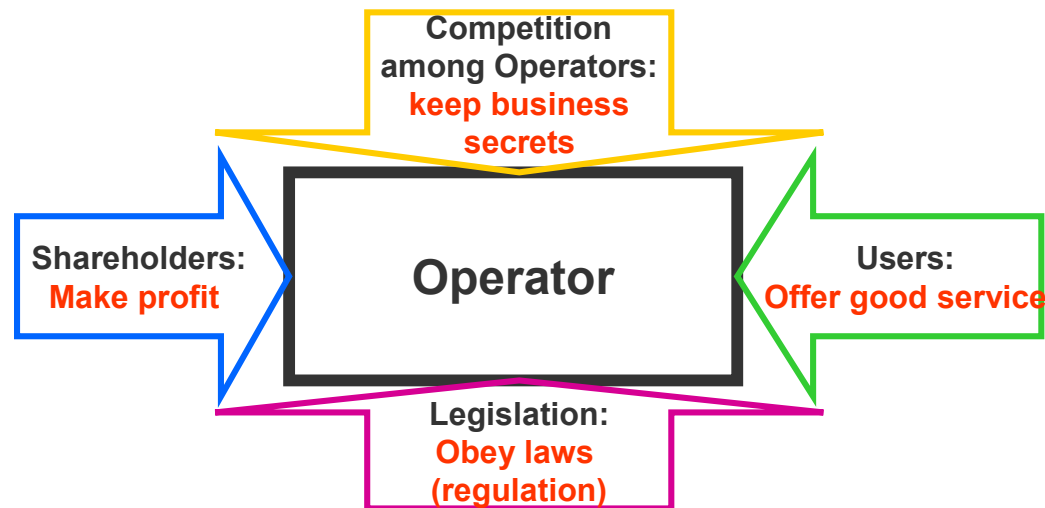 Competition
among Operators:
keep business
secrets
Shareholders:
Make profit
Operator
Users:
Offer good service
Legislation:
Obey laws
(regulation)